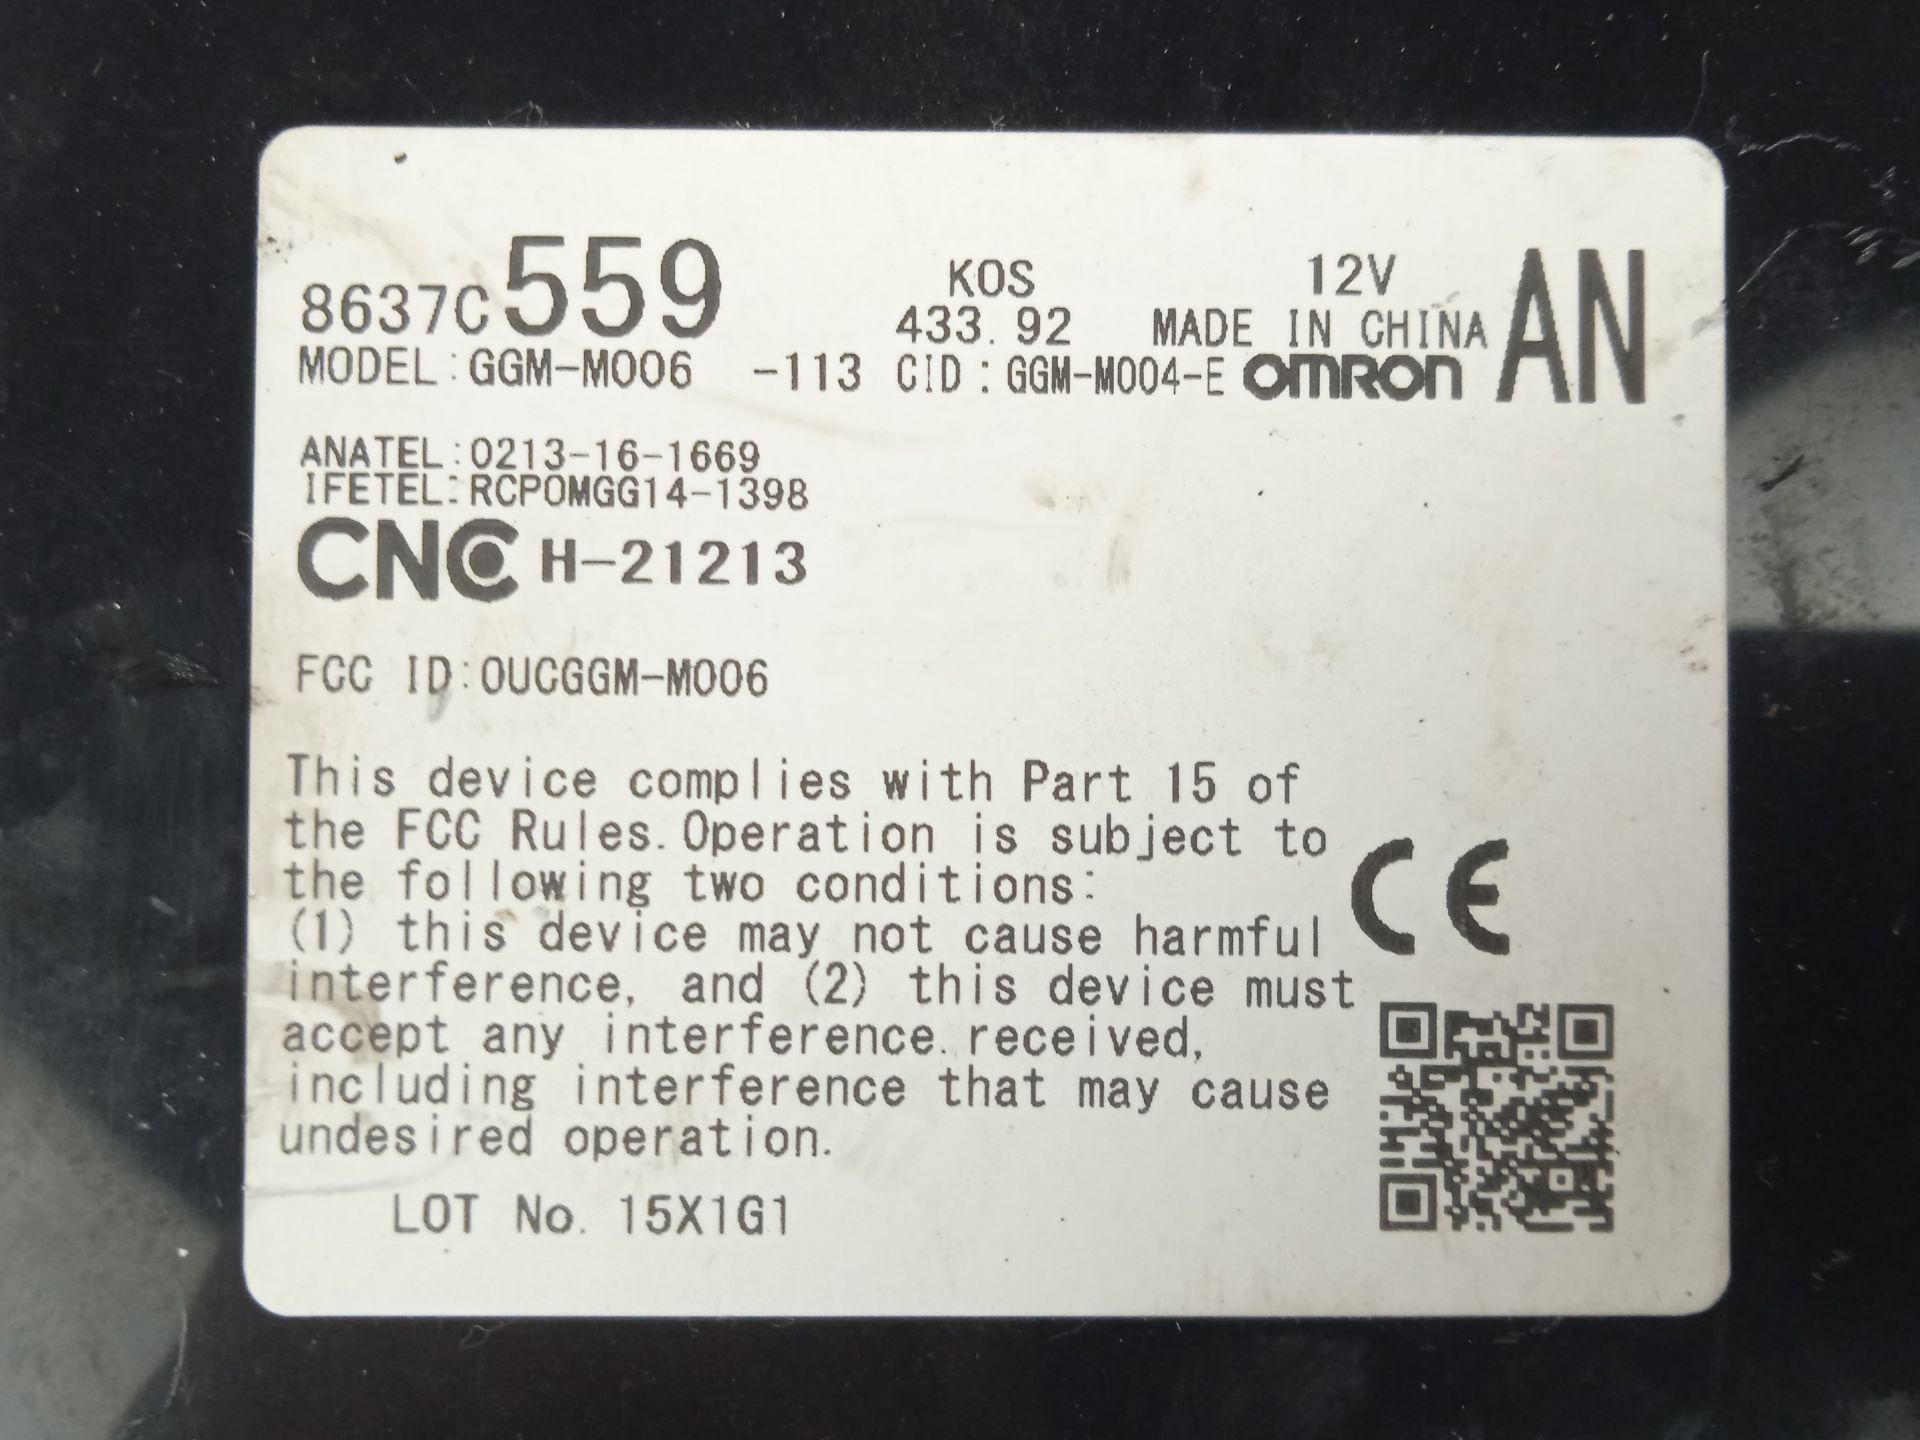 8637C559 KOS 12V AN
433.92 MADE IN CHINA
MODEL:GGM-M006 -113 CID:GGM-M004-E OMRON
ANATEL:0213-16-1669
IFETEL:RCPOMGG14-1398
CNC H-21213
FCC ID:OUCGGM-M006
This device complies with Part 15 of
the FCC Rules.Operation is subject to
the following two conditions:
(1) this device may not cause harmful
interference, and (2) this device must
accept any interference received,
including interference that may cause
undesired operation.
CE
LOT No. 15X1G1